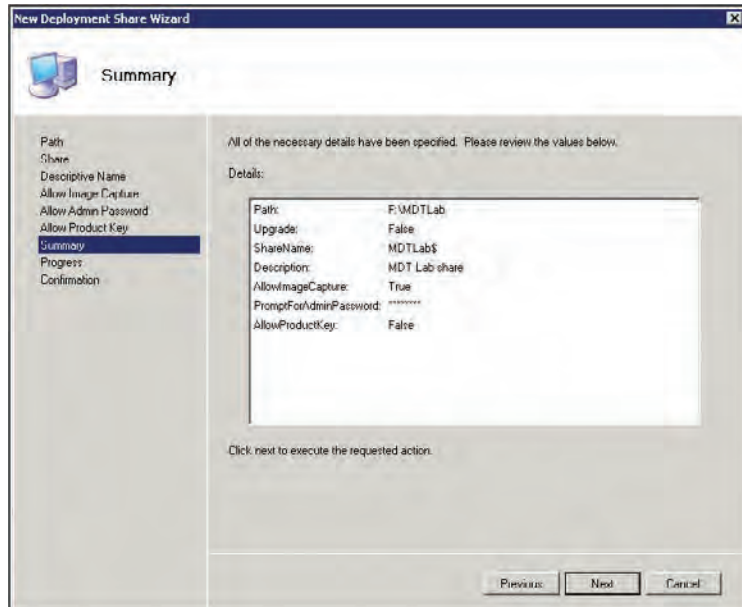 New Deployment Share Wizard
Summary
Path
Share
Descriptive Name
Allow Image Capture
Allow Admin Password
Allow Product Key
Summary
Progress
Confirmation
All of the necessary details have been specified. Please review the values below.
Details:
Path: F:\MDTLab
Upgrade: False
ShareName: MDTLab$
Description: MDT Lab share
AllowImageCapture: True
PromptForAdminPassword: ********
AllowProductKey: False
Click next to execute the requested action.
Previous Next Cancel